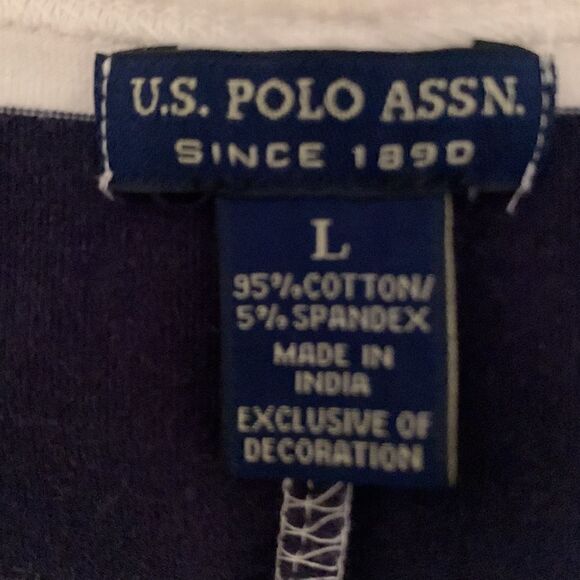 U.S. POLO ASSN.
SINCE 1890
L
95% COTTON/
5% SPANDEX
MADE IN
INDIA
EXCLUSIVE OF
DECORATION